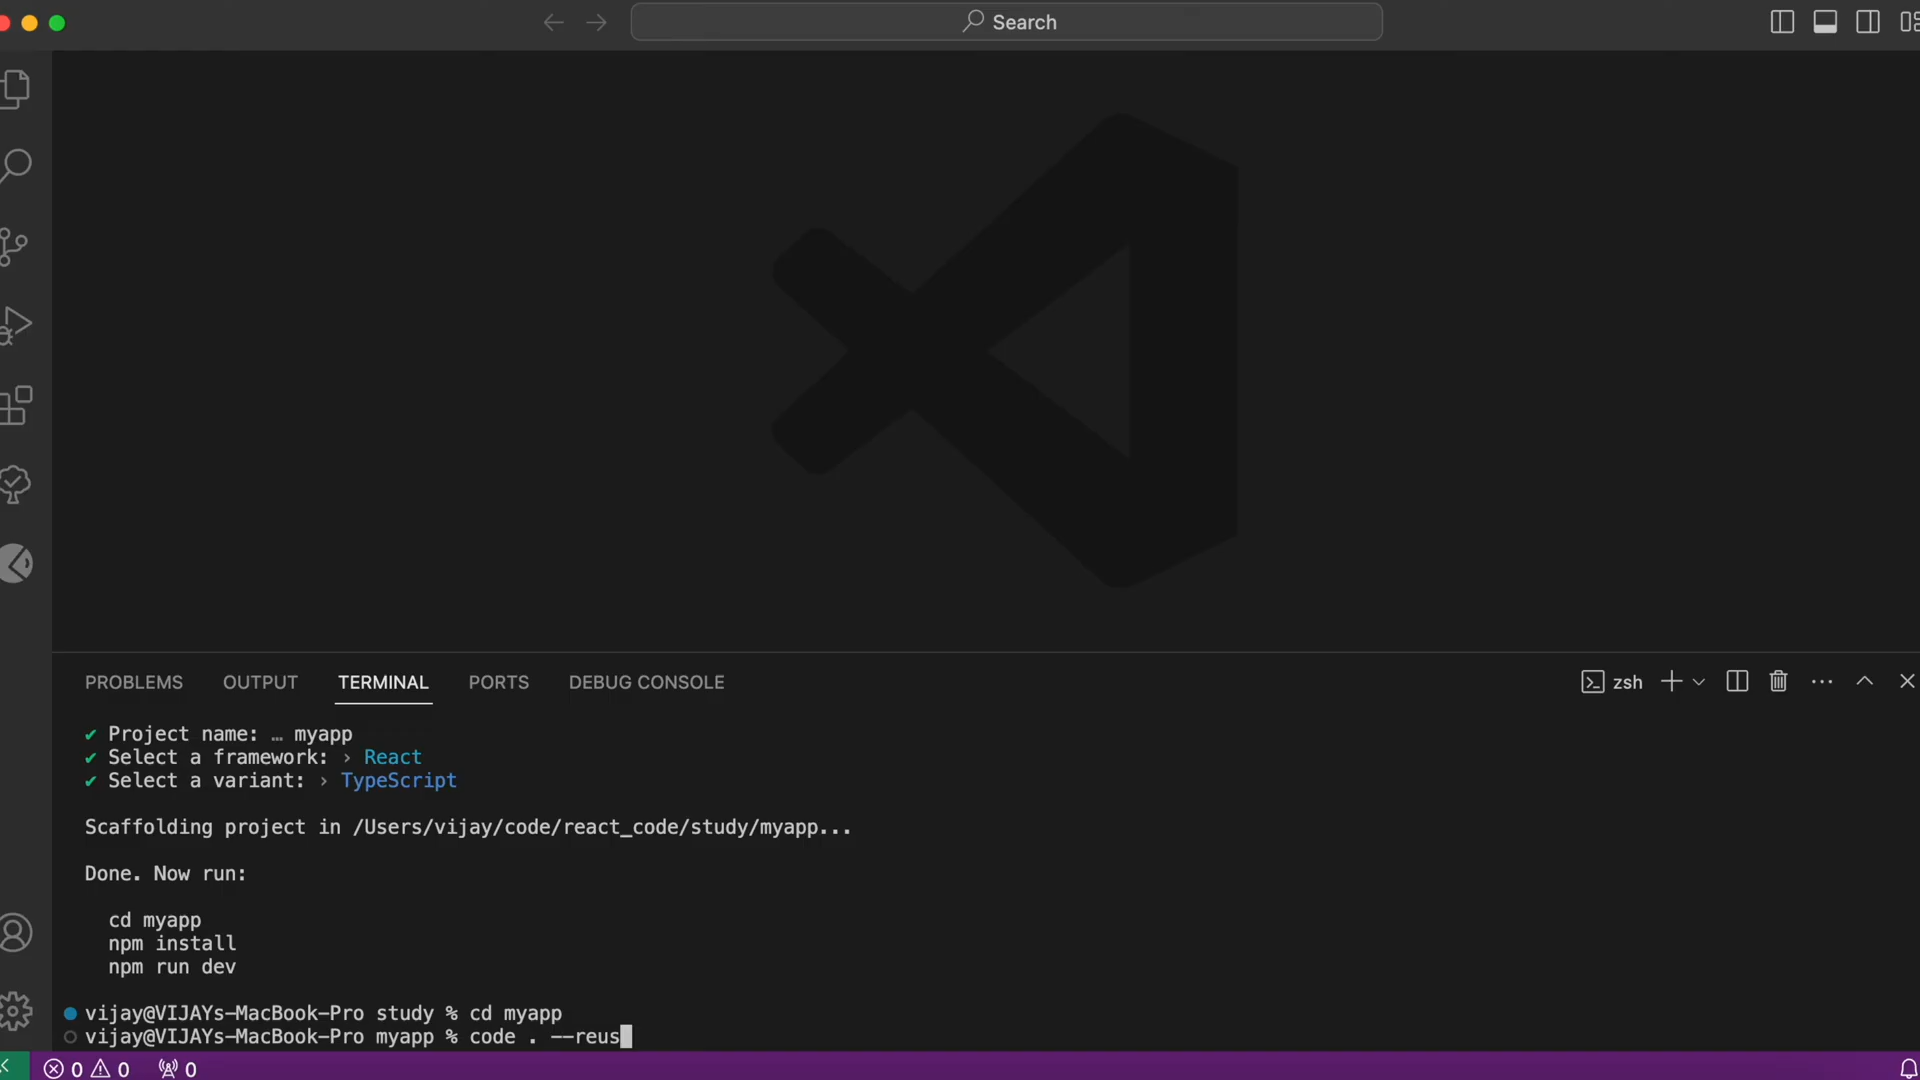 Search
PROBLEMS OUTPUT TERMINAL PORTS DEBUG CONSOLE
zsh
✔ Project name: … myapp
✔ Select a framework: › React
✔ Select a variant: › TypeScript
Scaffolding project in /Users/vijay/code/react_code/study/myapp...
Done. Now run:
cd myapp
npm install
npm run dev
vijay@VIJAYs-MacBook-Pro study % cd myapp
vijay@VIJAYs-MacBook-Pro myapp % code . --reus
0 0 0